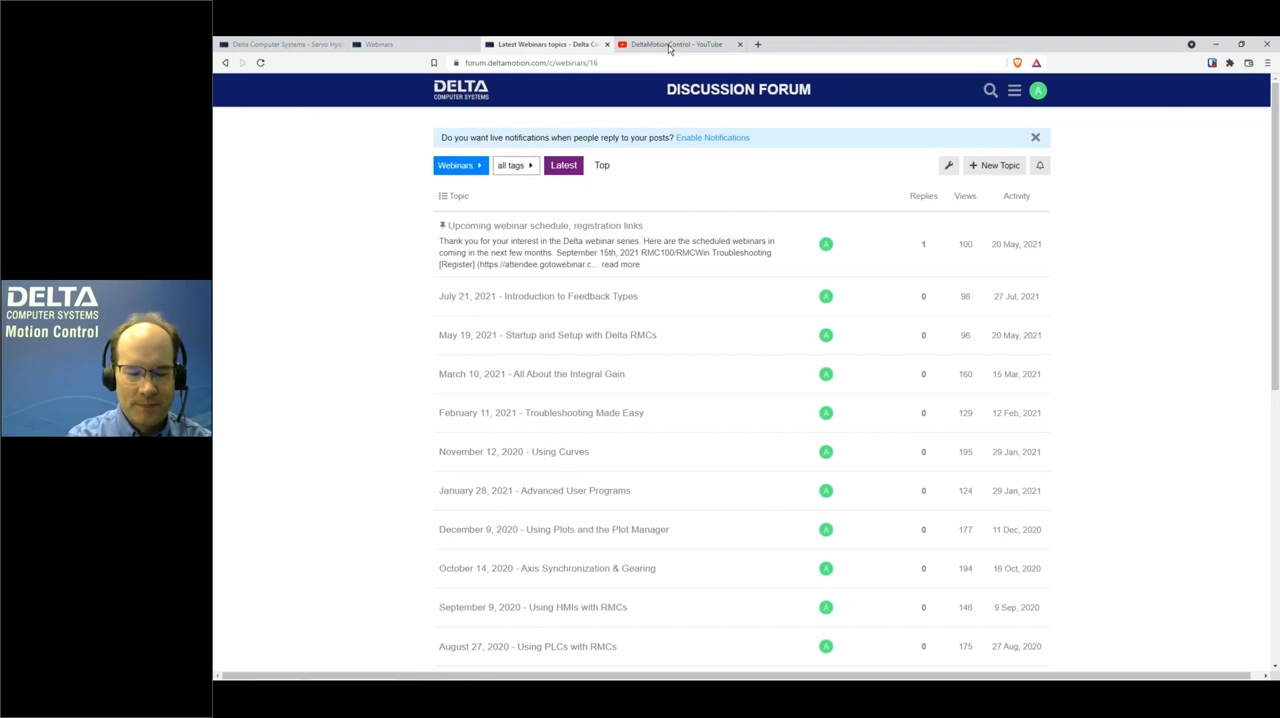 Delta Computer Systems - Servo Hydr
Webinars
Latest Webinars topics - Delta Co
DeltaMotionControl - YouTube
forum.deltamotion.com/c/webinars/16
DELTA
COMPUTER SYSTEMS
DISCUSSION FORUM
A
Do you want live notifications when people reply to your posts? Enable Notifications
Webinars
all tags
Latest
Top
+ New Topic
Topic
Replies
Views
Activity
Upcoming webinar schedule, registration links
Thank you for your interest in the Delta webinar series. Here are the scheduled webinars in
coming in the next few months. September 15th, 2021 RMC100/RMCWin Troubleshooting
[Register] (https://attendee.gotowebinar.c... read more
A
1
100
20 May, 2021
July 21, 2021 - Introduction to Feedback Types
A
0
98
27 Jul, 2021
May 19, 2021 - Startup and Setup with Delta RMCs
A
0
96
20 May, 2021
March 10, 2021 - All About the Integral Gain
A
0
160
15 Mar, 2021
February 11, 2021 - Troubleshooting Made Easy
A
0
129
12 Feb, 2021
November 12, 2020 - Using Curves
A
0
195
29 Jan, 2021
January 28, 2021 - Advanced User Programs
A
0
124
29 Jan, 2021
December 9, 2020 - Using Plots and the Plot Manager
A
0
177
11 Dec, 2020
October 14, 2020 - Axis Synchronization & Gearing
A
0
194
16 Oct, 2020
September 9, 2020 - Using HMIs with RMCs
A
0
146
9 Sep, 2020
August 27, 2020 - Using PLCs with RMCs
A
0
175
27 Aug, 2020
DELTA
COMPUTER SYSTEMS
Motion Control